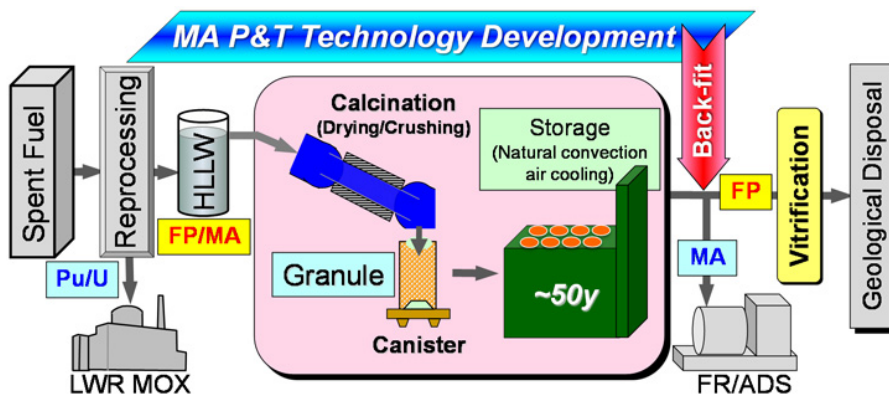 MA P&T Technology Development
Spent Fuel
Reprocessing
HLLW
FP/MA
Pu/U
LWR MOX
Calcination
(Drying/Crushing)
Granule
Canister
Storage
(Natural convection
air cooling)
~50y
Back-fit
FP
MA
FR/ADS
Vitrification
Geological Disposal